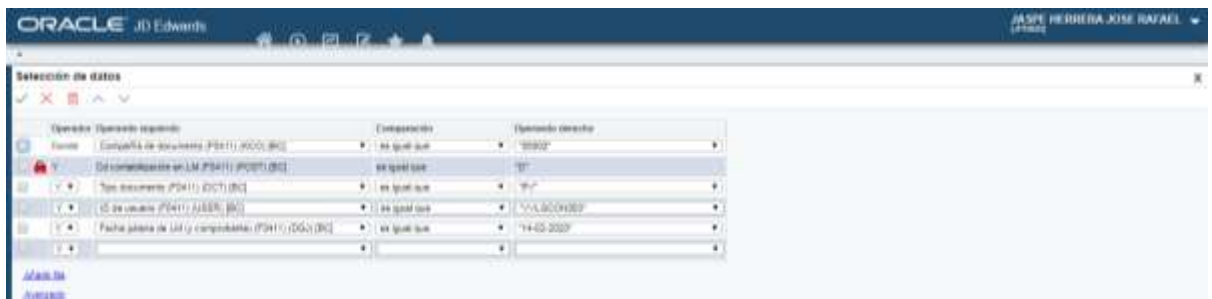 ORACLE JD Edwards
JASPE HERRERA JOSE RAFAEL
Selección de datos X
Operador Operando izquierdo Comparación Operando derecho
Donde Compañía de documento (F0411) (KCO) [BC] es igual que
Y Cd contabilización en LM (F0411) (POST) [BC] es igual que
Y Tipo documento (F0411) (DCT) [BC] es igual que
Y ID de usuario (F0411) (USER) [BC] es igual que
Y Fecha juliana de LM (y comprobante) (F0411) (DGJ) [BC] es igual que "14-02-2020"
Y
Añadir fila
Avanzado